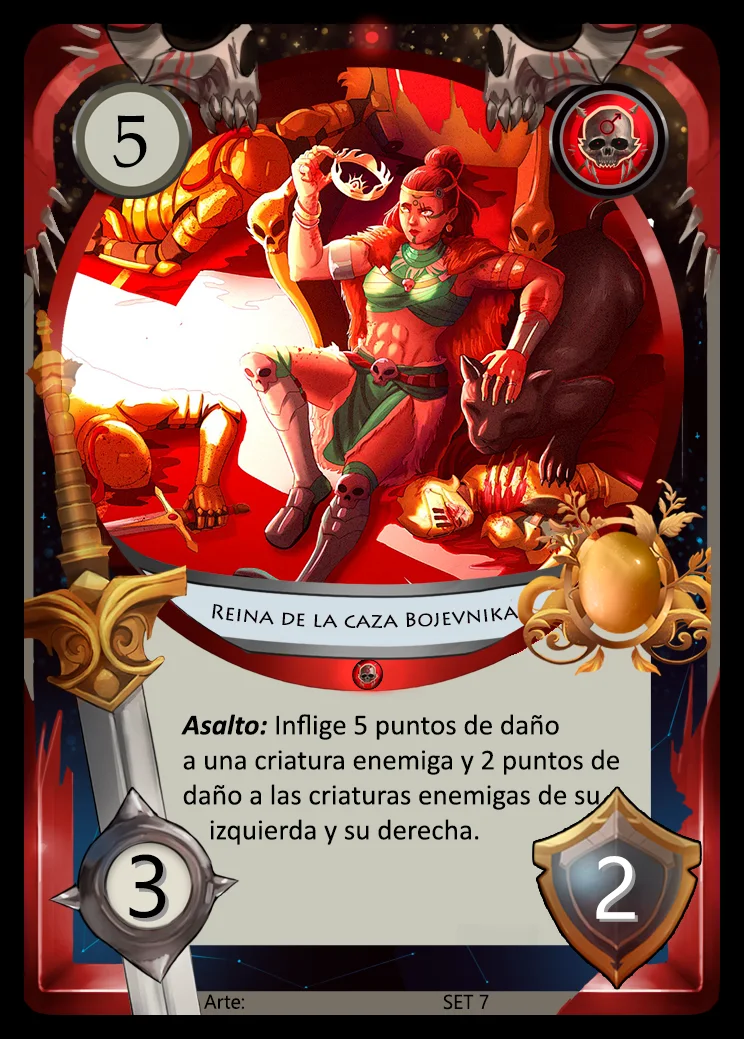 5
REINA DE LA CAZA BOJEVNIKA
Asalto: Inflige 5 puntos de daño
a una criatura enemiga y 2 puntos de
daño a las criaturas enemigas de su
izquierda y su derecha.
3
2
Arte: SET 7